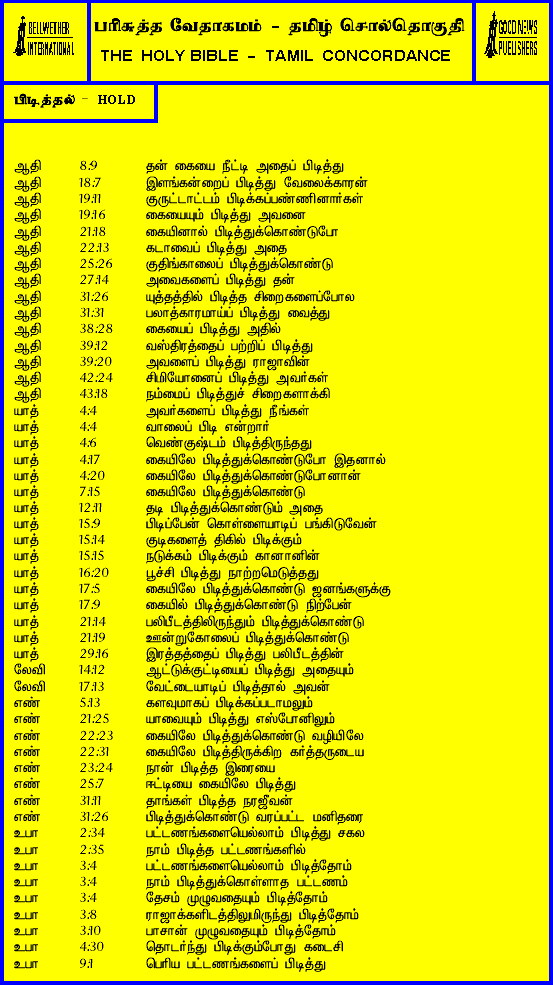 BELLWETHER
INTERNATIONAL
பரிசுத்த வேதாகமம் - தமிழ் சொல்தொகுதி
THE HOLY BIBLE - TAMIL CONCORDANCE
GOOD NEWS
PUBLISHERS
பிடித்தல் - HOLD
ஆதி 8:9 தன் கையை நீட்டி அதைப் பிடித்து
ஆதி 18:7 இளங்கன்றைப் பிடித்து வேலைக்காரன்
ஆதி 19:11 குருட்டாட்டம் பிடிக்கப்பண்ணினார்கள்
ஆதி 19:16 கையையும் பிடித்து அவனை
ஆதி 21:18 கையினால் பிடித்துக்கொண்டுபோ
ஆதி 22:13 கடாவைப் பிடித்து அதை
ஆதி 25:26 குதிங்காலைப் பிடித்துக்கொண்டு
ஆதி 27:14 அவைகளைப் பிடித்து தன்
ஆதி 31:26 யுத்தத்தில் பிடித்த சிறைகளைப்போல
ஆதி 31:31 பலாத்காரமாய்ப் பிடித்து வைத்து
ஆதி 38:28 கையைப் பிடித்து அதில்
ஆதி 39:12 வஸ்திரத்தைப் பற்றிப் பிடித்து
ஆதி 39:20 அவளைப் பிடித்து ராஜாவின்
ஆதி 42:24 சிமியோனைப் பிடித்து அவர்கள்
ஆதி 43:18 நம்மைப் பிடித்துச் சிறைகளாக்கி
யாத் 4:4 அவர்களைப் பிடித்து நீங்கள்
யாத் 4:4 வாலைப் பிடி என்றார்
யாத் 4:6 வெண்குஷ்டம் பிடித்திருந்தது
யாத் 4:17 கையிலே பிடித்துக்கொண்டுபோ இதனால்
யாத் 4:20 கையிலே பிடித்துக்கொண்டுபோனான்
யாத் 7:15 கையிலே பிடித்துக்கொண்டு
யாத் 12:11 தடி பிடித்துக்கொண்டும் அதை
யாத் 15:9 பிடிப்பேன் கொள்ளையாடிப் பங்கிடுவேன்
யாத் 15:14 குடிகளைத் திகில் பிடிக்கும்
யாத் 15:15 நடுக்கம் பிடிக்கும் கானானின்
யாத் 16:20 பூச்சி பிடித்து நாற்றமெடுத்தது
யாத் 17:5 கையிலே பிடித்துக்கொண்டு ஜனங்களுக்கு
யாத் 17:9 கையில் பிடித்துக்கொண்டு நிற்பேன்
யாத் 21:14 பலிபீடத்திலிருந்தும் பிடித்துக்கொண்டு
யாத் 21:19 ஊன்றுகோலைப் பிடித்துக்கொண்டு
யாத் 29:16 இரத்தத்தைப் பிடித்து பலிபீடத்தின்
லேவி 14:12 ஆட்டுக்குட்டியைப் பிடித்து அதையும்
லேவி 17:13 வேட்டையாடிப் பிடித்தால் அவன்
எண் 5:13 களவுமாகப் பிடிக்கப்படாமலும்
எண் 21:25 யாவையும் பிடித்து எஸ்போனிலும்
எண் 22:23 கையிலே பிடித்துக்கொண்டு வழியிலே
எண் 22:31 கையிலே பிடித்திருக்கிற கர்த்தருடைய
எண் 23:24 நான் பிடித்த இரையை
எண் 25:7 ஈட்டியை கையிலே பிடித்து
எண் 31:11 தாங்கள் பிடித்த நரஜீவன்
எண் 31:26 பிடித்துக்கொண்டு வரப்பட்ட மனிதரை
உபா 2:34 பட்டணங்களையெல்லாம் பிடித்து சகல
உபா 2:35 நாம் பிடித்த பட்டணங்களில்
உபா 3:4 பட்டணங்களையெல்லாம் பிடித்தோம்
உபா 3:4 நாம் பிடித்துக்கொள்ளாத பட்டணம்
உபா 3:4 தேசம் முழுவதையும் பிடித்தோம்
உபா 3:8 ராஜாக்களிடத்திலுமிருந்து பிடித்தோம்
உபா 3:10 பாசான் முழுவதையும் பிடித்தோம்
உபா 4:30 தொடர்ந்து பிடிக்கும்போது கடைசி
உபா 9:1 பெரிய பட்டணங்களைப் பிடித்து